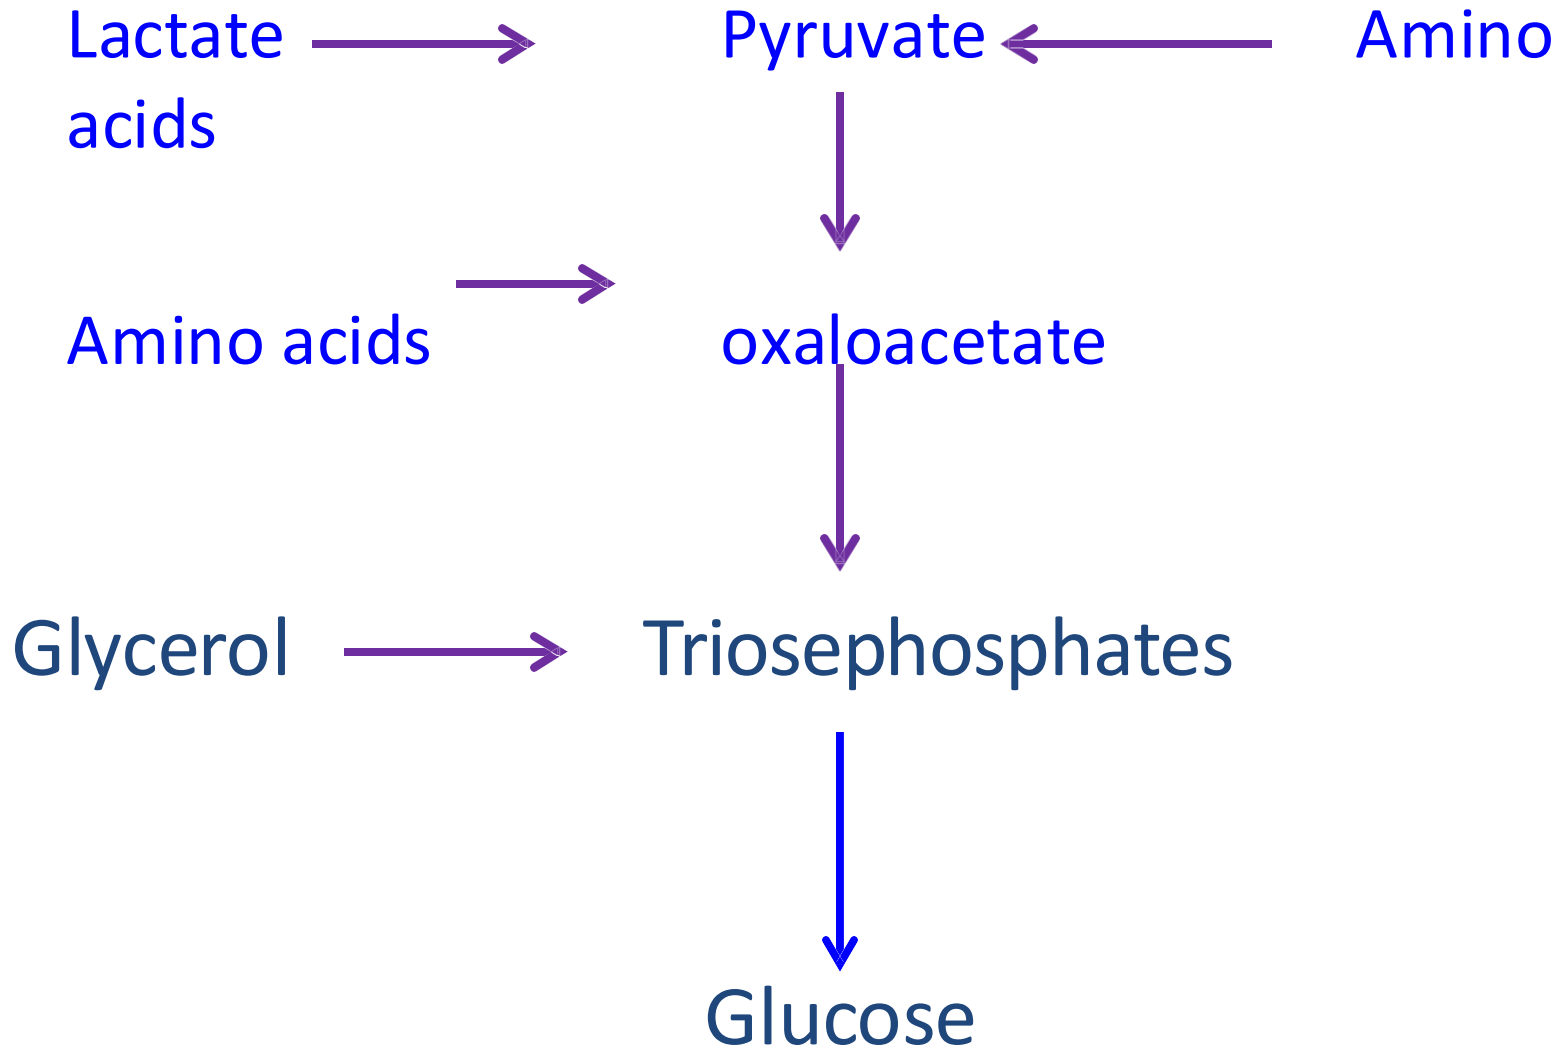 Lactate Pyruvate Amino
acids
Amino acids oxaloacetate
Glycerol Triosephosphates
Glucose